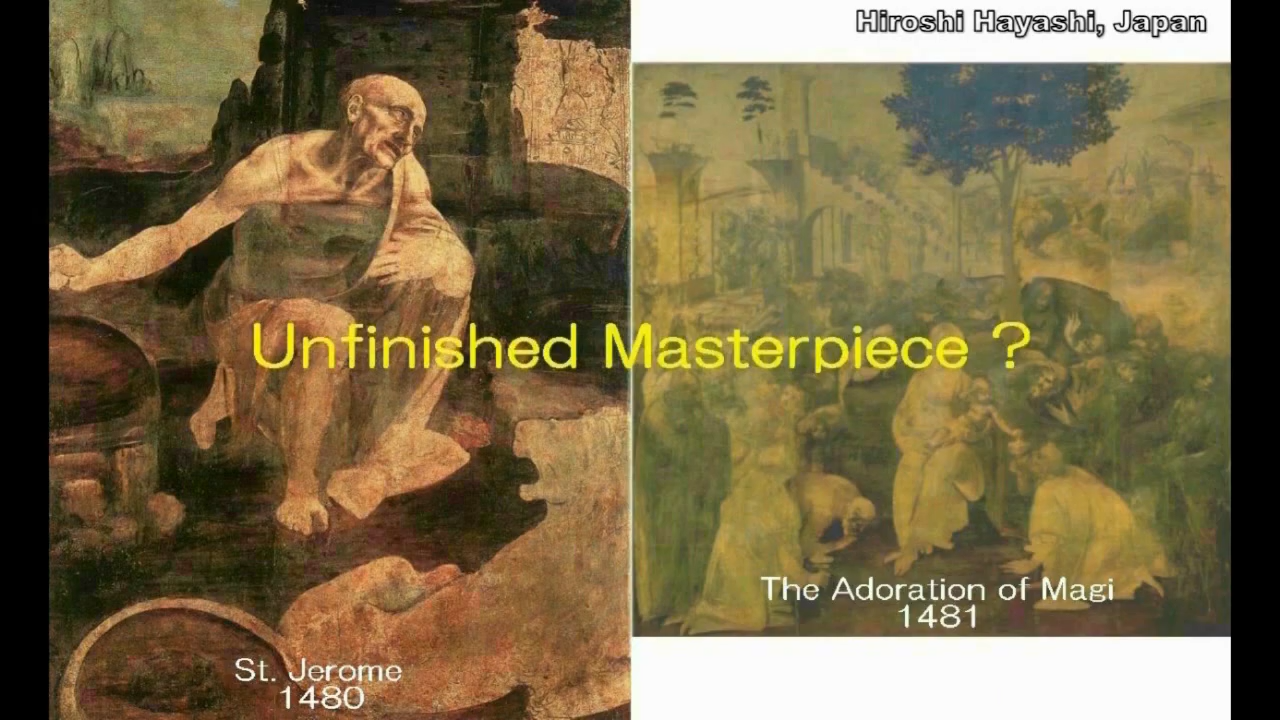 Hiroshi Hayashi, Japan
Unfinished Masterpiece ?
The Adoration of Magi
1481
St. Jerome
1480